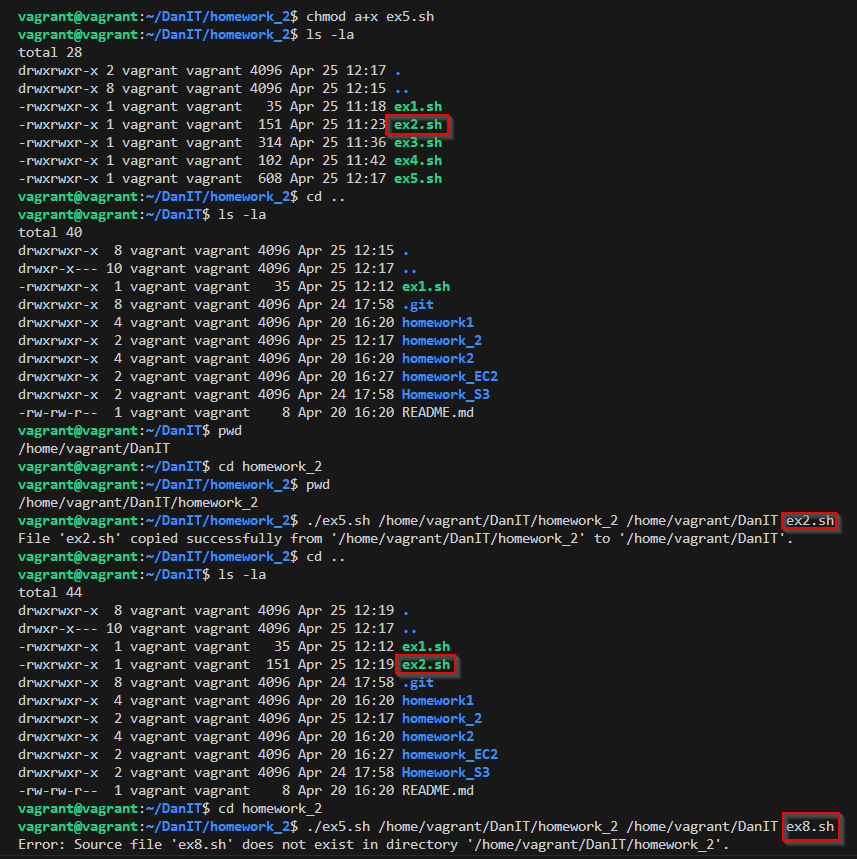 vagrant@vagrant:~/DanIT/homework_2$ chmod a+x ex5.sh
vagrant@vagrant:~/DanIT/homework_2$ ls -la
total 28
drwxrwxr-x 2 vagrant vagrant 4096 Apr 25 12:17 .
drwxrwxr-x 8 vagrant vagrant 4096 Apr 25 12:15 ..
-rwxrwxr-x 1 vagrant vagrant   35 Apr 25 11:18 ex1.sh
-rwxrwxr-x 1 vagrant vagrant  151 Apr 25 11:23 ex2.sh
-rwxrwxr-x 1 vagrant vagrant  314 Apr 25 11:36 ex3.sh
-rwxrwxr-x 1 vagrant vagrant  102 Apr 25 11:42 ex4.sh
-rwxrwxr-x 1 vagrant vagrant  608 Apr 25 12:17 ex5.sh
vagrant@vagrant:~/DanIT/homework_2$ cd ..
vagrant@vagrant:~/DanIT$ ls -la
total 40
drwxrwxr-x  8 vagrant vagrant 4096 Apr 25 12:15 .
drwxr-x--- 10 vagrant vagrant 4096 Apr 25 12:17 ..
-rwxrwxr-x  1 vagrant vagrant   35 Apr 25 12:12 ex1.sh
drwxrwxr-x  8 vagrant vagrant 4096 Apr 24 17:58 .git
drwxrwxr-x  4 vagrant vagrant 4096 Apr 20 16:20 homework1
drwxrwxr-x  2 vagrant vagrant 4096 Apr 25 12:17 homework_2
drwxrwxr-x  4 vagrant vagrant 4096 Apr 20 16:20 homework2
drwxrwxr-x  2 vagrant vagrant 4096 Apr 20 16:27 homework_EC2
drwxrwxr-x  2 vagrant vagrant 4096 Apr 24 17:58 Homework_S3
-rw-rw-r--  1 vagrant vagrant    8 Apr 20 16:20 README.md
vagrant@vagrant:~/DanIT$ pwd
/home/vagrant/DanIT
vagrant@vagrant:~/DanIT$ cd homework_2
vagrant@vagrant:~/DanIT/homework_2$ pwd
/home/vagrant/DanIT/homework_2
vagrant@vagrant:~/DanIT/homework_2$ ./ex5.sh /home/vagrant/DanIT/homework_2 /home/vagrant/DanIT ex2.sh
File 'ex2.sh' copied successfully from '/home/vagrant/DanIT/homework_2' to '/home/vagrant/DanIT'.
vagrant@vagrant:~/DanIT/homework_2$ cd ..
vagrant@vagrant:~/DanIT$ ls -la
total 44
drwxrwxr-x  8 vagrant vagrant 4096 Apr 25 12:19 .
drwxr-x--- 10 vagrant vagrant 4096 Apr 25 12:17 ..
-rwxrwxr-x  1 vagrant vagrant   35 Apr 25 12:12 ex1.sh
-rwxrwxr-x  1 vagrant vagrant  151 Apr 25 12:19 ex2.sh
drwxrwxr-x  8 vagrant vagrant 4096 Apr 24 17:58 .git
drwxrwxr-x  4 vagrant vagrant 4096 Apr 20 16:20 homework1
drwxrwxr-x  2 vagrant vagrant 4096 Apr 25 12:17 homework_2
drwxrwxr-x  4 vagrant vagrant 4096 Apr 20 16:20 homework2
drwxrwxr-x  2 vagrant vagrant 4096 Apr 20 16:27 homework_EC2
drwxrwxr-x  2 vagrant vagrant 4096 Apr 24 17:58 Homework_S3
-rw-rw-r--  1 vagrant vagrant    8 Apr 20 16:20 README.md
vagrant@vagrant:~/DanIT$ cd homework_2
vagrant@vagrant:~/DanIT/homework_2$ ./ex5.sh /home/vagrant/DanIT/homework_2 /home/vagrant/DanIT ex8.sh
Error: Source file 'ex8.sh' does not exist in directory '/home/vagrant/DanIT/homework_2'.